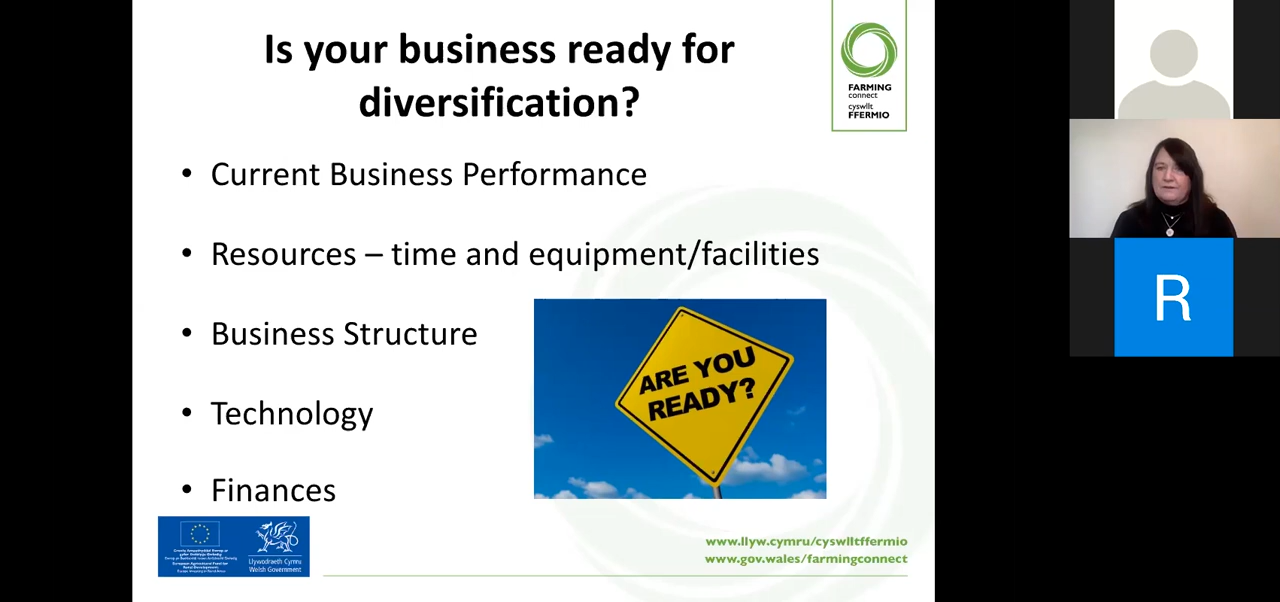 Is your business ready for
diversification?
FARMING
connect
cyswllt
FFERMIO
• Current Business Performance
• Resources – time and equipment/facilities
• Business Structure
• Technology
• Finances
ARE YOU
READY?
Llywodraeth Cymru
Welsh Government
www.llyw.cymru/cyswlltffermio
www.gov.wales/farmingconnect
R